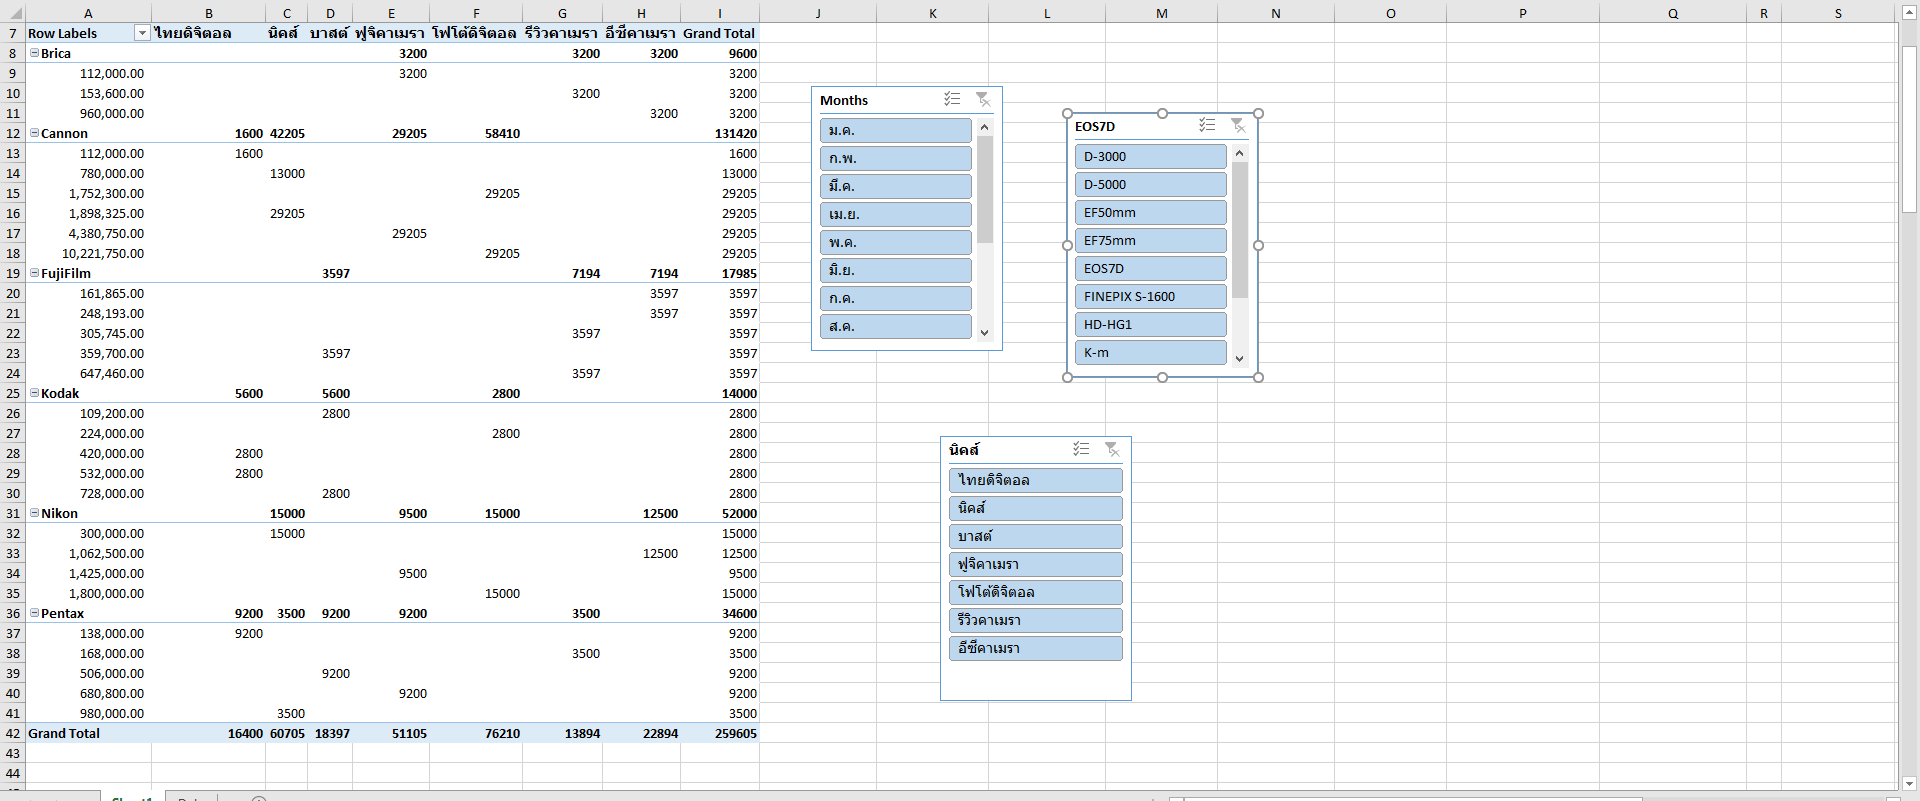 A B C D E F G H I J K L M N O P Q R S
7 Row Labels ไทยดิจิตอล นิคส์ บาสต์ ฟูจิคาเมรา โฟโต้ดิจิตอล รีวิวคาเมรา อีซีคาเมรา Grand Total
8 Brica 3200 3200 3200 9600
9 112,000.00 3200 3200
10 153,600.00 3200 3200
11 960,000.00 3200 3200
12 Cannon 1600 42205 29205 58410 131420
13 112,000.00 1600 1600
14 780,000.00 13000 13000
15 1,752,300.00 29205 29205
16 1,898,325.00 29205 29205
17 4,380,750.00 29205 29205
18 10,221,750.00 29205 29205
19 FujiFilm 3597 7194 7194 17985
20 161,865.00 3597 3597
21 248,193.00 3597 3597
22 305,745.00 3597 3597
23 359,700.00 3597 3597
24 647,460.00 3597 3597
25 Kodak 5600 5600 2800 14000
26 109,200.00 2800 2800
27 224,000.00 2800 2800
28 420,000.00 2800 2800
29 532,000.00 2800 2800
30 728,000.00 2800 2800
31 Nikon 15000 9500 15000 12500 52000
32 300,000.00 15000 15000
33 1,062,500.00 12500 12500
34 1,425,000.00 9500 9500
35 1,800,000.00 15000 15000
36 Pentax 9200 3500 9200 9200 3500 34600
37 138,000.00 9200 9200
38 168,000.00 3500 3500
39 506,000.00 9200 9200
40 680,800.00 9200 9200
41 980,000.00 3500 3500
42 Grand Total 16400 60705 18397 51105 76210 13894 22894 259605
43
44
Months
ม.ค.
ก.พ.
มี.ค.
เม.ย.
พ.ค.
มิ.ย.
ก.ค.
ส.ค.
EOS7D
D-3000
D-5000
EF50mm
EF75mm
EOS7D
FINEPIX S-1600
HD-HG1
K-m
นิคส์
ไทยดิจิตอล
นิคส์
บาสต์
ฟูจิคาเมรา
โฟโต้ดิจิตอล
รีวิวคาเมรา
อีซีคาเมรา